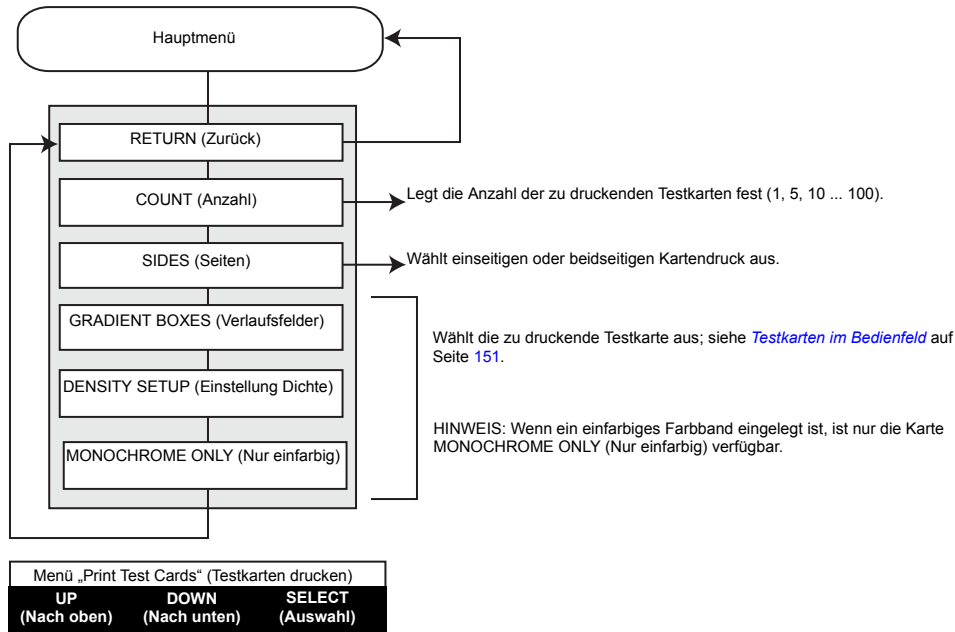 Hauptmenü
RETURN (Zurück)
COUNT (Anzahl)
Legt die Anzahl der zu druckenden Testkarten fest (1, 5, 10 ... 100).
SIDES (Seiten)
Wählt einseitigen oder beidseitigen Kartendruck aus.
GRADIENT BOXES (Verlaufsfelder)
Wählt die zu druckende Testkarte aus; siehe Testkarten im Bedienfeld auf
Seite 151.
DENSITY SETUP (Einstellung Dichte)
HINWEIS: Wenn ein einfarbiges Farbband eingelegt ist, ist nur die Karte
MONOCHROME ONLY (Nur einfarbig) verfügbar.
MONOCHROME ONLY (Nur einfarbig)
Menü „Print Test Cards“ (Testkarten drucken)
UP DOWN SELECT
(Nach oben) (Nach unten) (Auswahl)